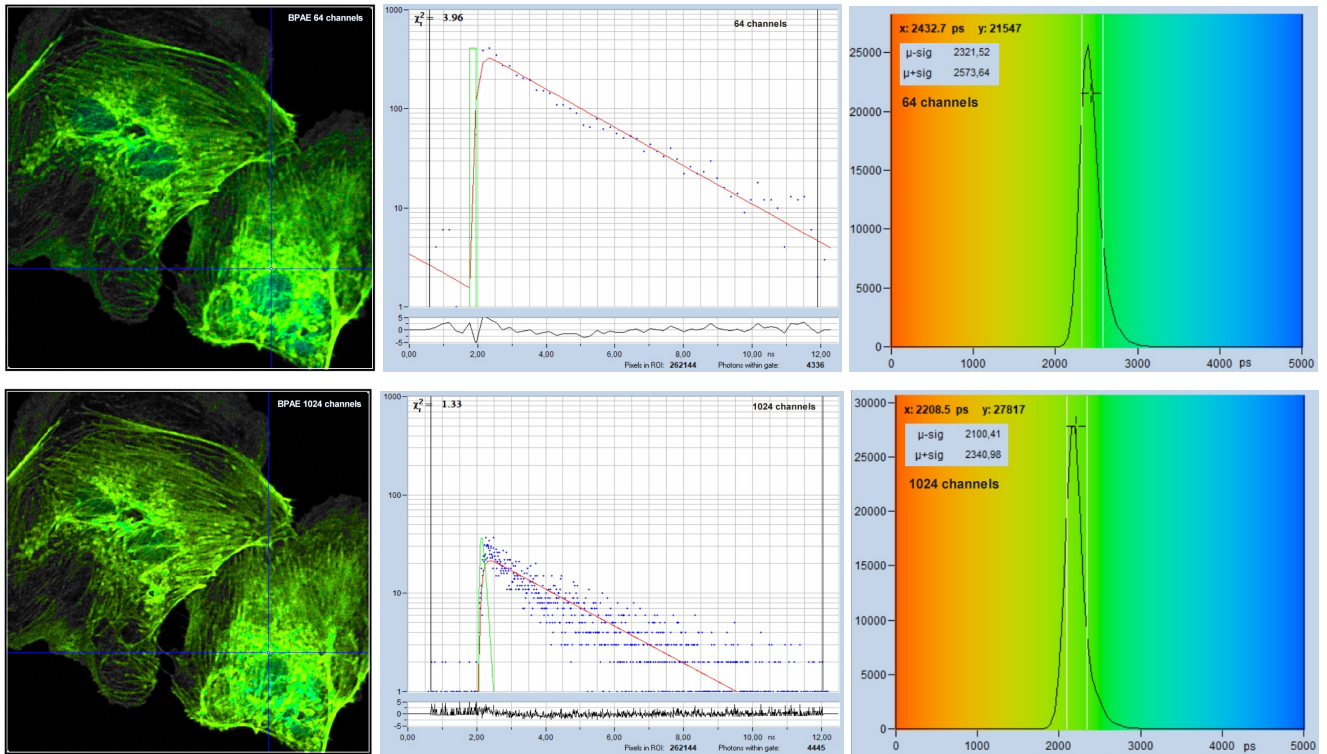 BPAE 64 channels
χ²r = 3.96
64 channels
1000
100
10
1
5
0
-5
0,00 2,00 4,00 6,00 8,00 10,00 ns 12,00
Pixels in ROI: 262144 Photons within gate: 4336
x: 2432.7 ps y: 21547
µ-sig 2321,52
µ+sig 2573,64
64 channels
25000
20000
15000
10000
5000
0
0 1000 2000 3000 4000 ps 5000
BPAE 1024 channels
χ²r = 1.33
1024 channels
1000
100
10
1
5
0
-5
0,00 2,00 4,00 6,00 8,00 10,00 ns 12,00
Pixels in ROI: 262144 Photons within gate: 4445
x: 2208.5 ps y: 27817
µ-sig 2100,41
µ+sig 2340,98
1024 channels
30000
25000
20000
15000
10000
5000
0
0 1000 2000 3000 4000 ps 5000